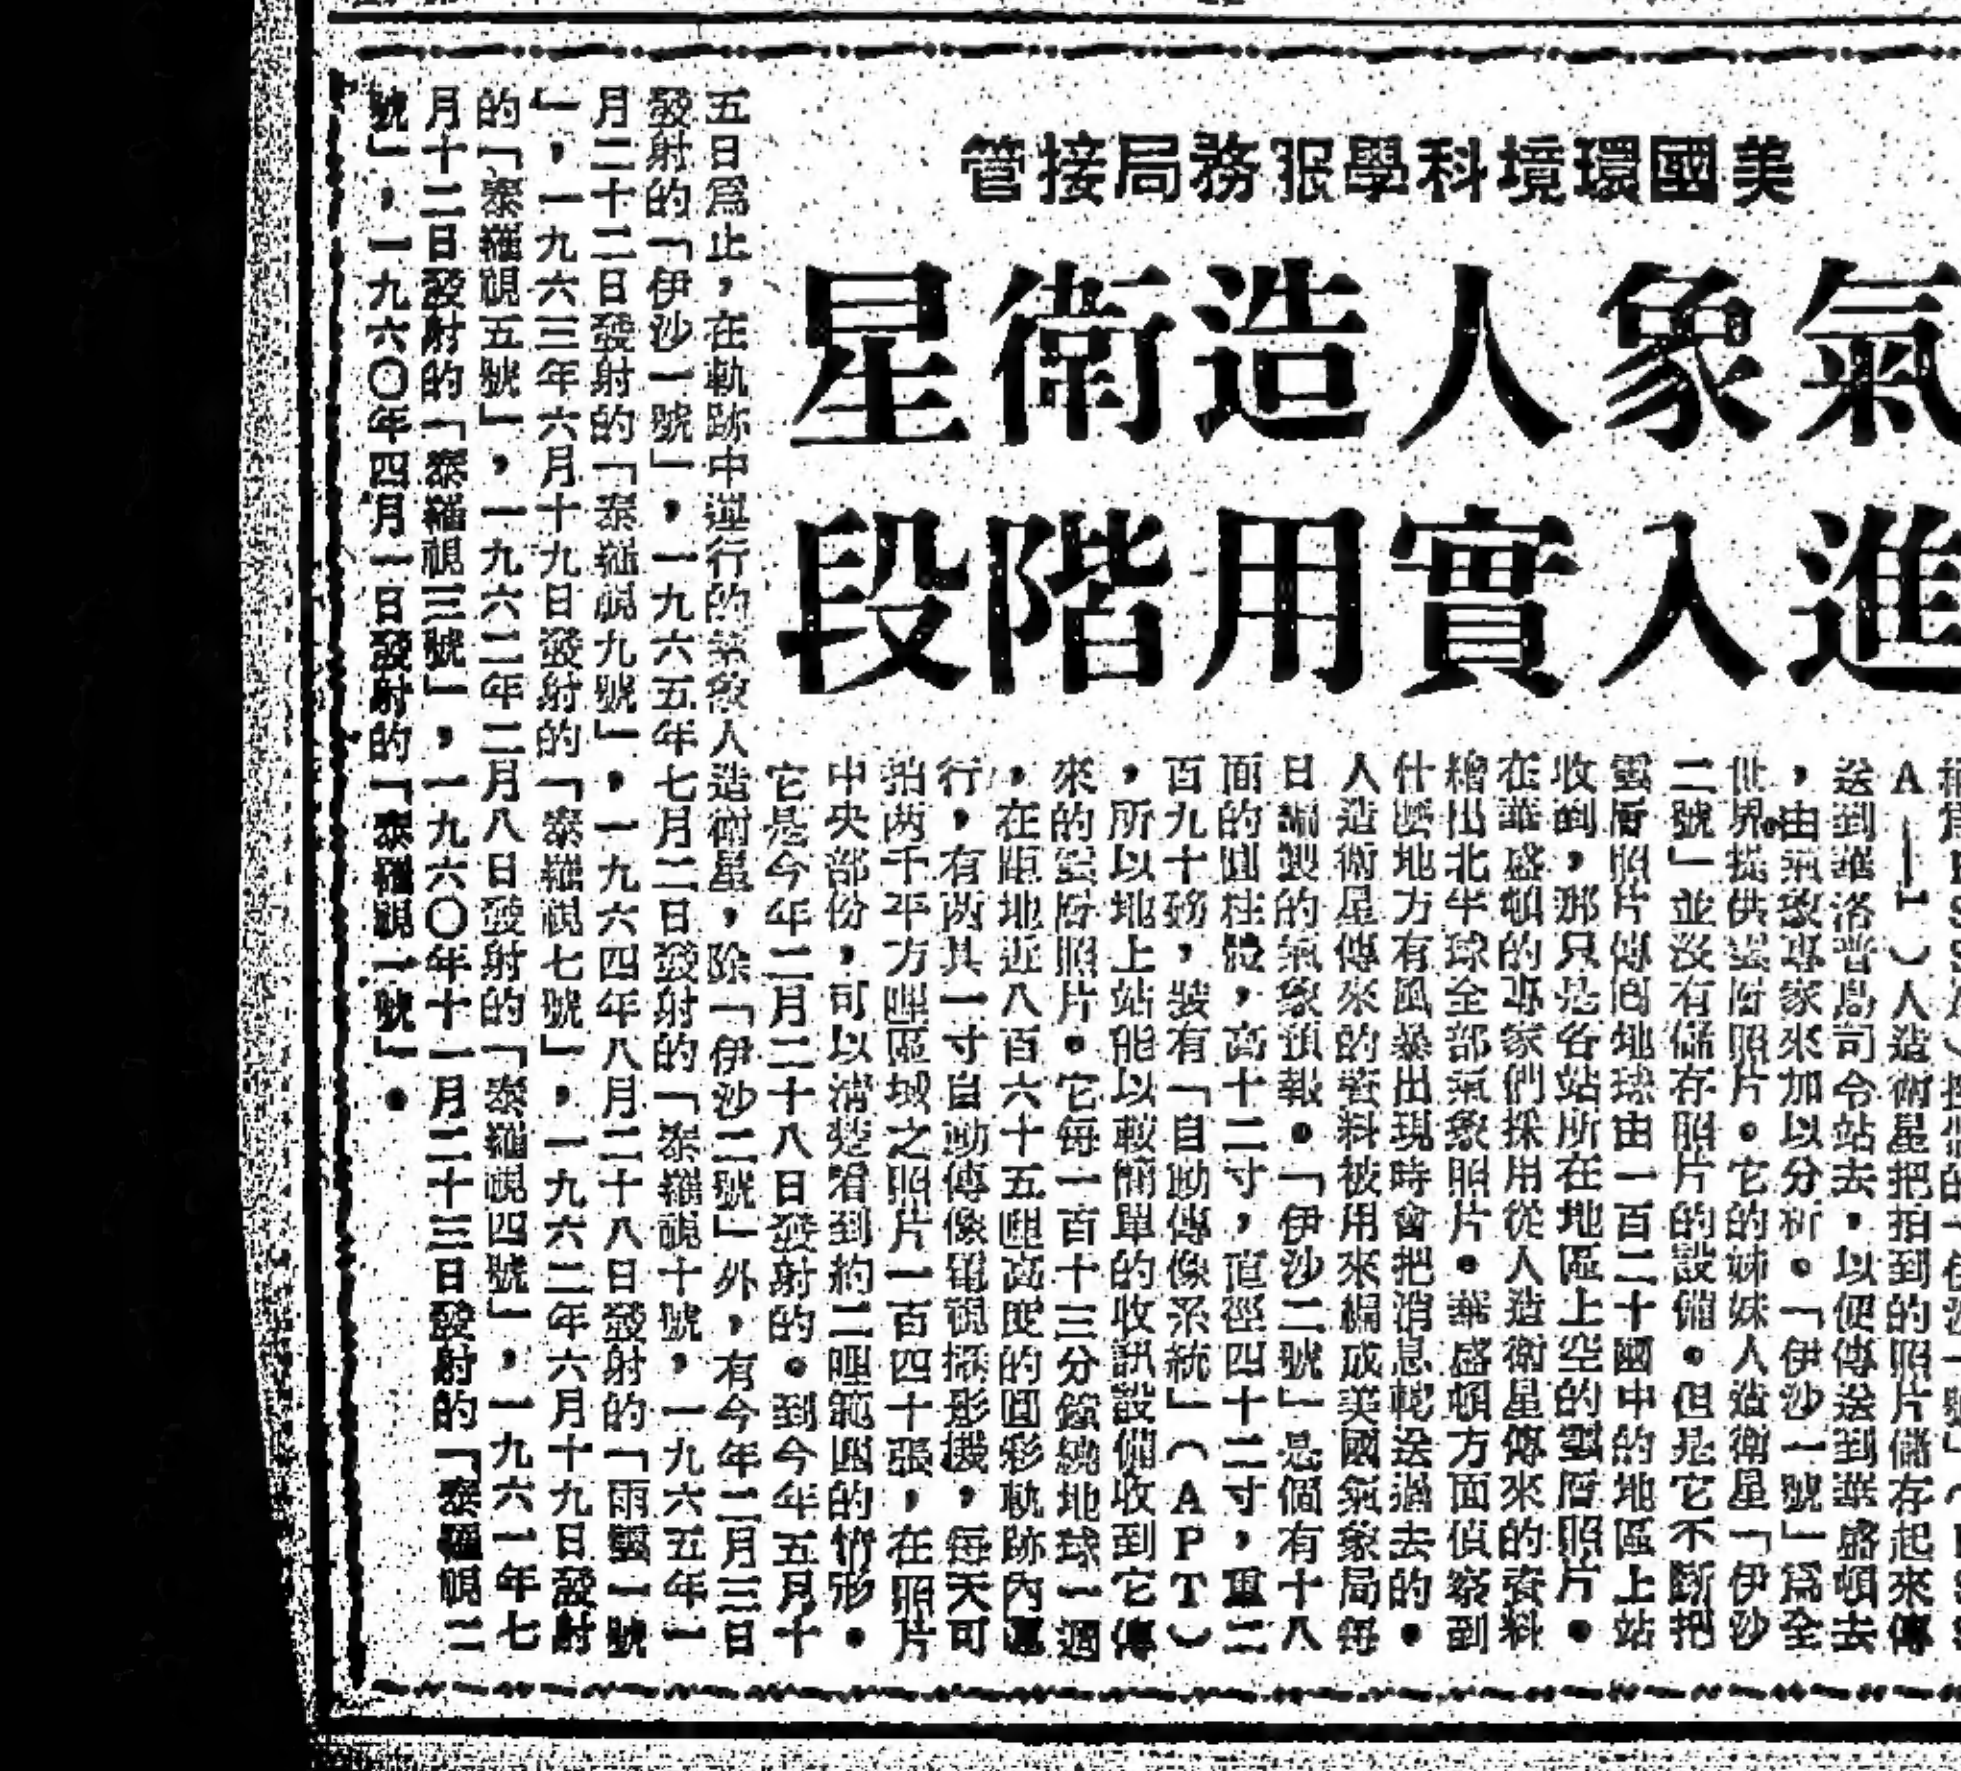 美國環境科學服務局接管
氣象人造衛星
進入實用階段
A—1)人造衛星把拍到的照片儲存起來傳
送到華洛普島司令站去,以便傳送到華盛頓去
,由氣象專家來加以分析。「伊沙一號」爲全
世界提供雲層照片。它的姊妹人造衛星「伊沙
二號」並沒有儲存照片的設備。但是它不斷把
雲層照片傳回地球由一百二十國中的地區上站
收到,那只是各站所在地區上空的雲層照片。
在華盛頓的專家們採用從人造衛星傳來的資料
繪出北半球全部氣象照片。華盛頓方面偵察到
什麼地方有風暴出現時會把消息轉送過去的。
人造衛星傳來的資料被用來編成美國氣象局每
日編製的氣象預報。「伊沙二號」是個有十八
面的圓柱體,高十二寸,直徑四十二寸,重二
百九十磅,裝有「自動傳像系統」(APT)
,所以地上站能以較簡單的收訊設備收到它傳
來的雲層照片。它每一百十三分鐘繞地球一週
,在距地近八百六十五哩高度的圓形軌跡內運
行,有兩具一寸自動傳像電視攝影機,每天可
拍两千平方哩區域之照片一百四十張,在照片
中央部份,可以清楚看到約二哩範圍的情形。
它是今年二月二十八日發射的。到今年五月十
五日爲止,在軌跡中運行的氣象人造衛星,除「伊沙二號」外,有今年二月三日
發射的「伊沙一號」,一九六五年七月二日發射的「泰羅視十號,一九六五年一
月二十二日發射的「泰羅視九號」,一九六四年八月二十八日發射的「雨雲一號
」,一九六三年六月十九日發射的「泰羅視七號」,一九六二年六月十九日發射
的「泰羅視五號」,一九六二年二月八日發射的「泰羅視四號」,一九六一年七
月十二日發射的「泰羅視三號」,一九六〇年十一月二十三日發射的「泰羅視二
號」,一九六〇年四月一日發射的「泰羅視一號」。